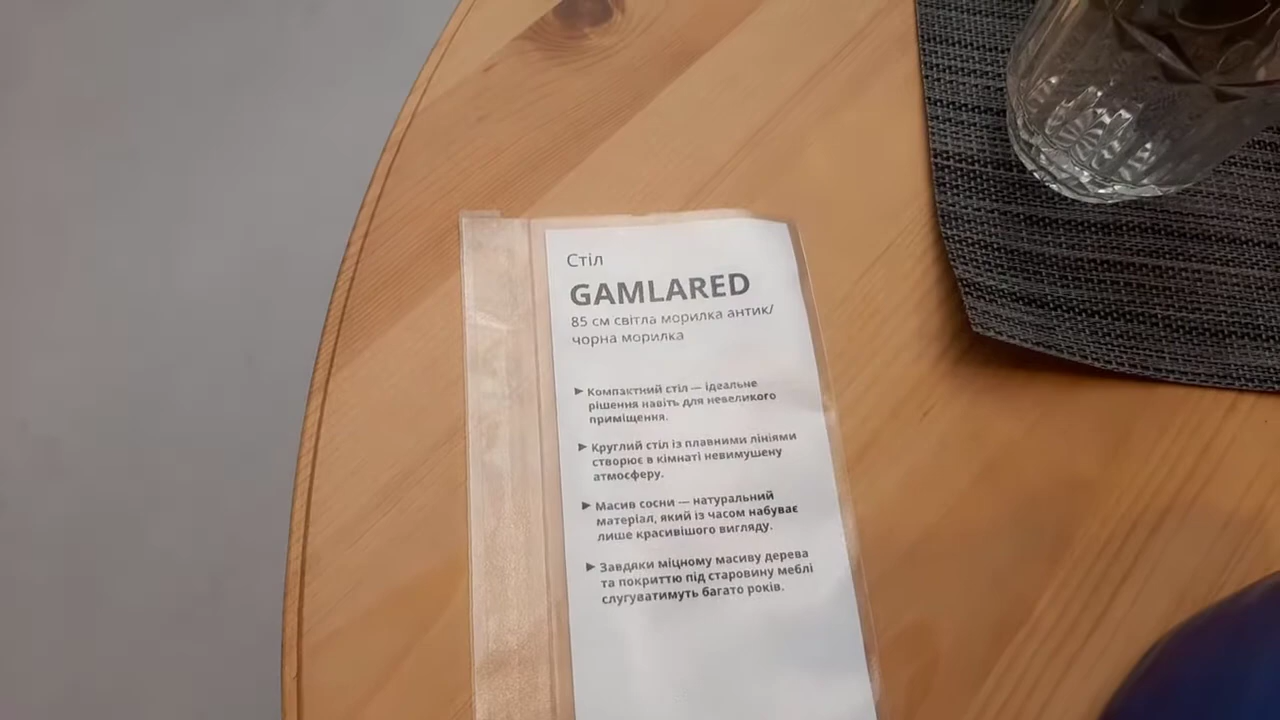 Стіл
GAMLARED
85 см світла морилка антик/
чорна морилка
► Компактний стіл — ідеальне
рішення навіть для невеликого
приміщення.
► Круглий стіл із плавними лініями
створює в кімнаті невимушену
атмосферу.
► Масив сосни — натуральний
матеріал, який із часом набуває
лише красивішого вигляду.
► Завдяки міцному масиву дерева
та покриттю під старовину меблі
слугуватимуть багато років.